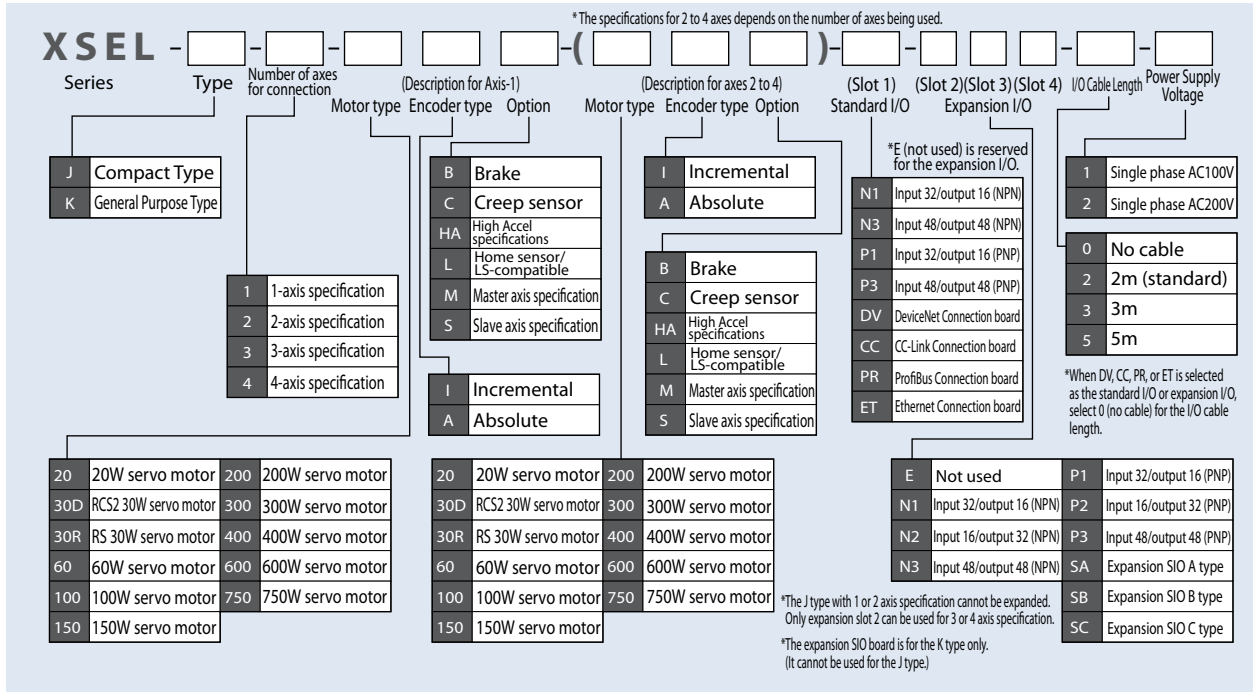 * The specifications for 2 to 4 axes depends on the number of axes being used.
XSEL - - - -( )- - - -
Series
Type
Number of axes
for connection
(Description for Axis-1)
Motor type Encoder type Option
(Description for axes 2 to 4)
Motor type Encoder type Option
(Slot 1)
Standard I/O
(Slot 2)(Slot 3)(Slot 4)
Expansion I/O
I/O Cable Length
Power Supply
Voltage
J Compact Type
K General Purpose Type
1 1-axis specification
2 2-axis specification
3 3-axis specification
4 4-axis specification
B Brake
C Creep sensor
HA High Accel
specifications
L Home sensor/
LS-compatible
M Master axis specification
S Slave axis specification
I Incremental
A Absolute
I Incremental
A Absolute
B Brake
C Creep sensor
HA High Accel
specifications
L Home sensor/
LS-compatible
M Master axis specification
S Slave axis specification
*E (not used) is reserved
for the expansion I/O.
N1 Input 32/output 16 (NPN)
N3 Input 48/output 48 (NPN)
P1 Input 32/output 16 (PNP)
P3 Input 48/output 48 (PNP)
DV DeviceNet Connection board
CC CC-Link Connection board
PR ProfiBus Connection board
ET Ethernet Connection board
1 Single phase AC100V
2 Single phase AC200V
0 No cable
2 2m (standard)
3 3m
5 5m
*When DV, CC, PR, or ET is selected
as the standard I/O or expansion I/O,
select 0 (no cable) for the I/O cable
length.
20 20W servo motor 200 200W servo motor
30D RCS2 30W servo motor 300 300W servo motor
30R RS 30W servo motor 400 400W servo motor
60 60W servo motor 600 600W servo motor
100 100W servo motor 750 750W servo motor
150 150W servo motor
20 20W servo motor 200 200W servo motor
30D RCS2 30W servo motor 300 300W servo motor
30R RS 30W servo motor 400 400W servo motor
60 60W servo motor 600 600W servo motor
100 100W servo motor 750 750W servo motor
150 150W servo motor
E Not used P1 Input 32/output 16 (PNP)
N1 Input 32/output 16 (NPN) P2 Input 16/output 32 (PNP)
N2 Input 16/output 32 (NPN) P3 Input 48/output 48 (PNP)
N3 Input 48/output 48 (NPN) SA Expansion SIO A type
SB Expansion SIO B type
SC Expansion SIO C type
*The J type with 1 or 2 axis specification cannot be expanded.
Only expansion slot 2 can be used for 3 or 4 axis specification.
*The expansion SIO board is for the K type only.
(It cannot be used for the J type.)